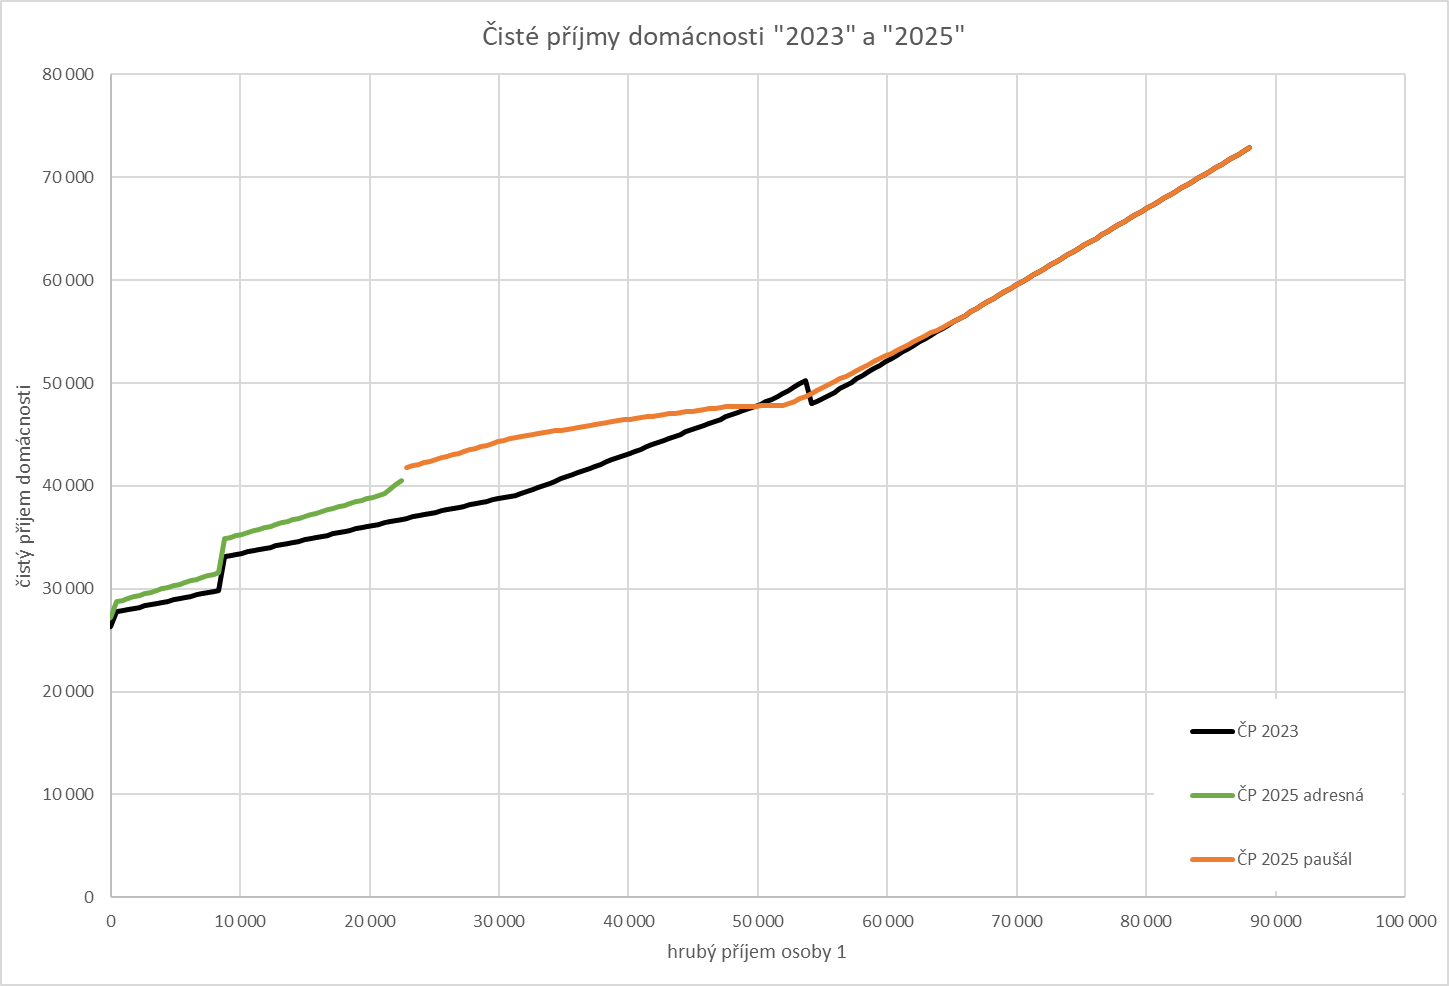 Čisté příjmy domácnosti "2023" a "2025"
80 000
70 000
60 000
50 000
40 000
30 000
20 000
10 000
0
čistý příjem domácnosti
ČP 2023
ČP 2025 adresná
ČP 2025 paušál
0 10 000 20 000 30 000 40 000 50 000 60 000 70 000 80 000 90 000 100 000
hrubý příjem osoby 1